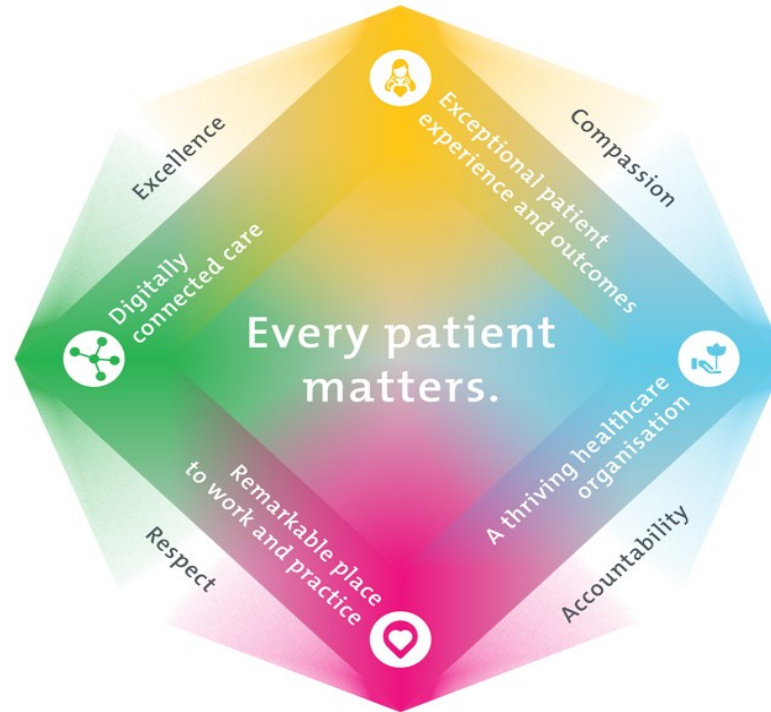 Excellence
Compassion
Exceptional patient
experience and outcomes
Digitally
connected care
Every patient
matters.
Remarkable place
to work and practice
A thriving healthcare
organisation
Respect
Accountability